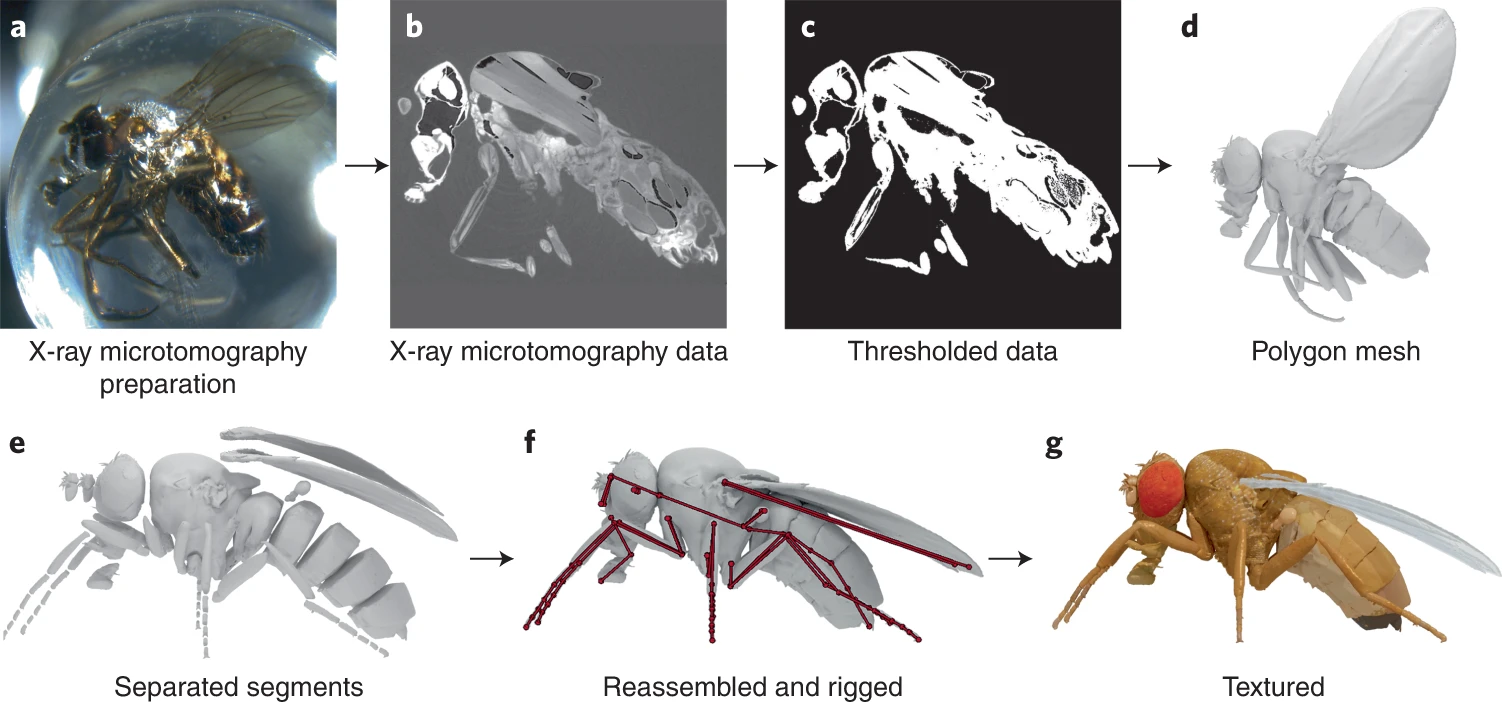 a
b
c
d
X-ray microtomography
preparation
X-ray microtomography data
Thresholded data
Polygon mesh
e
f
g
Separated segments
Reassembled and rigged
Textured